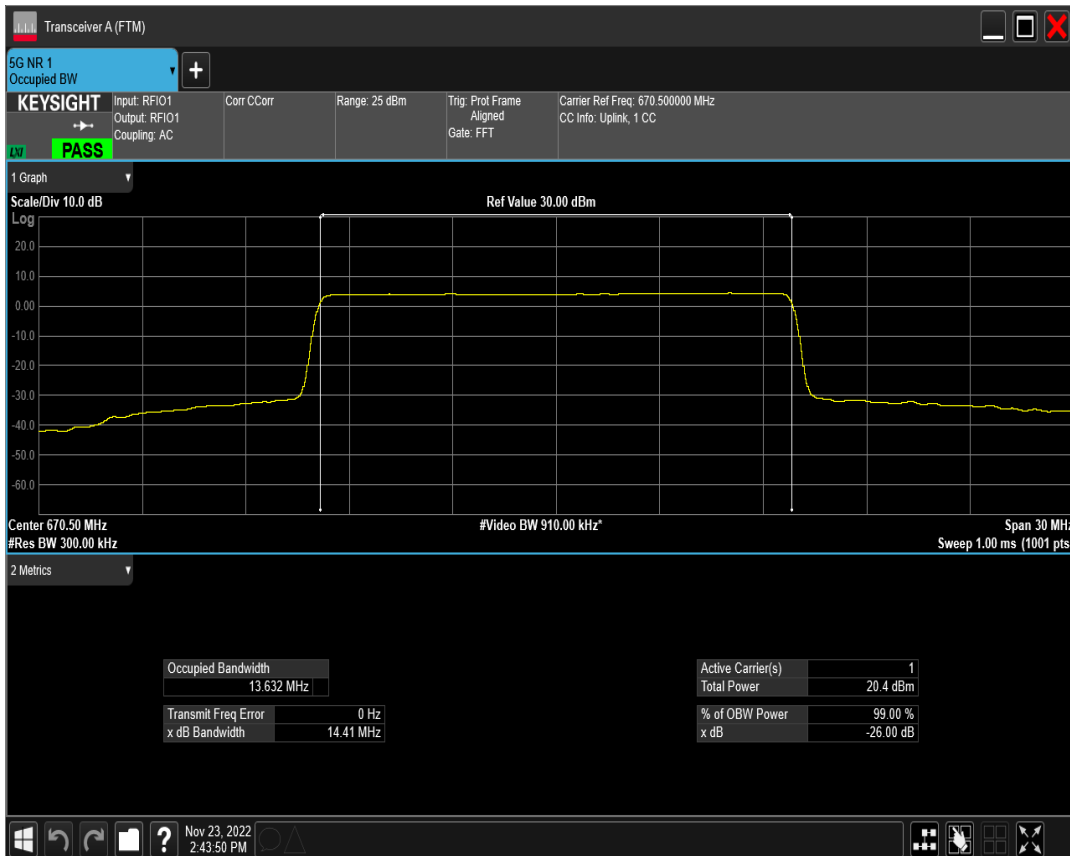 Transceiver A (FTM)
5G NR 1
Occupied BW
+
KEYSIGHT
LXI
PASS
Input: RFIO1
Output: RFIO1
Coupling: AC
Corr CCorr
Range: 25 dBm
Trig: Prot Frame
Aligned
Gate: FFT
Carrier Ref Freq: 670.500000 MHz
CC Info: Uplink, 1 CC
1 Graph
Scale/Div 10.0 dB
Ref Value 30.00 dBm
Log
20.0
10.0
0.00
-10.0
-20.0
-30.0
-40.0
-50.0
-60.0
Center 670.50 MHz
#Video BW 910.00 kHz*
Span 30 MHz
#Res BW 300.00 kHz
Sweep 1.00 ms (1001 pts
2 Metrics
Occupied Bandwidth
13.632 MHz
Transmit Freq Error 0 Hz
x dB Bandwidth 14.41 MHz
Active Carrier(s) 1
Total Power 20.4 dBm
% of OBW Power 99.00 %
x dB -26.00 dB
?
Nov 23, 2022
2:43:50 PM